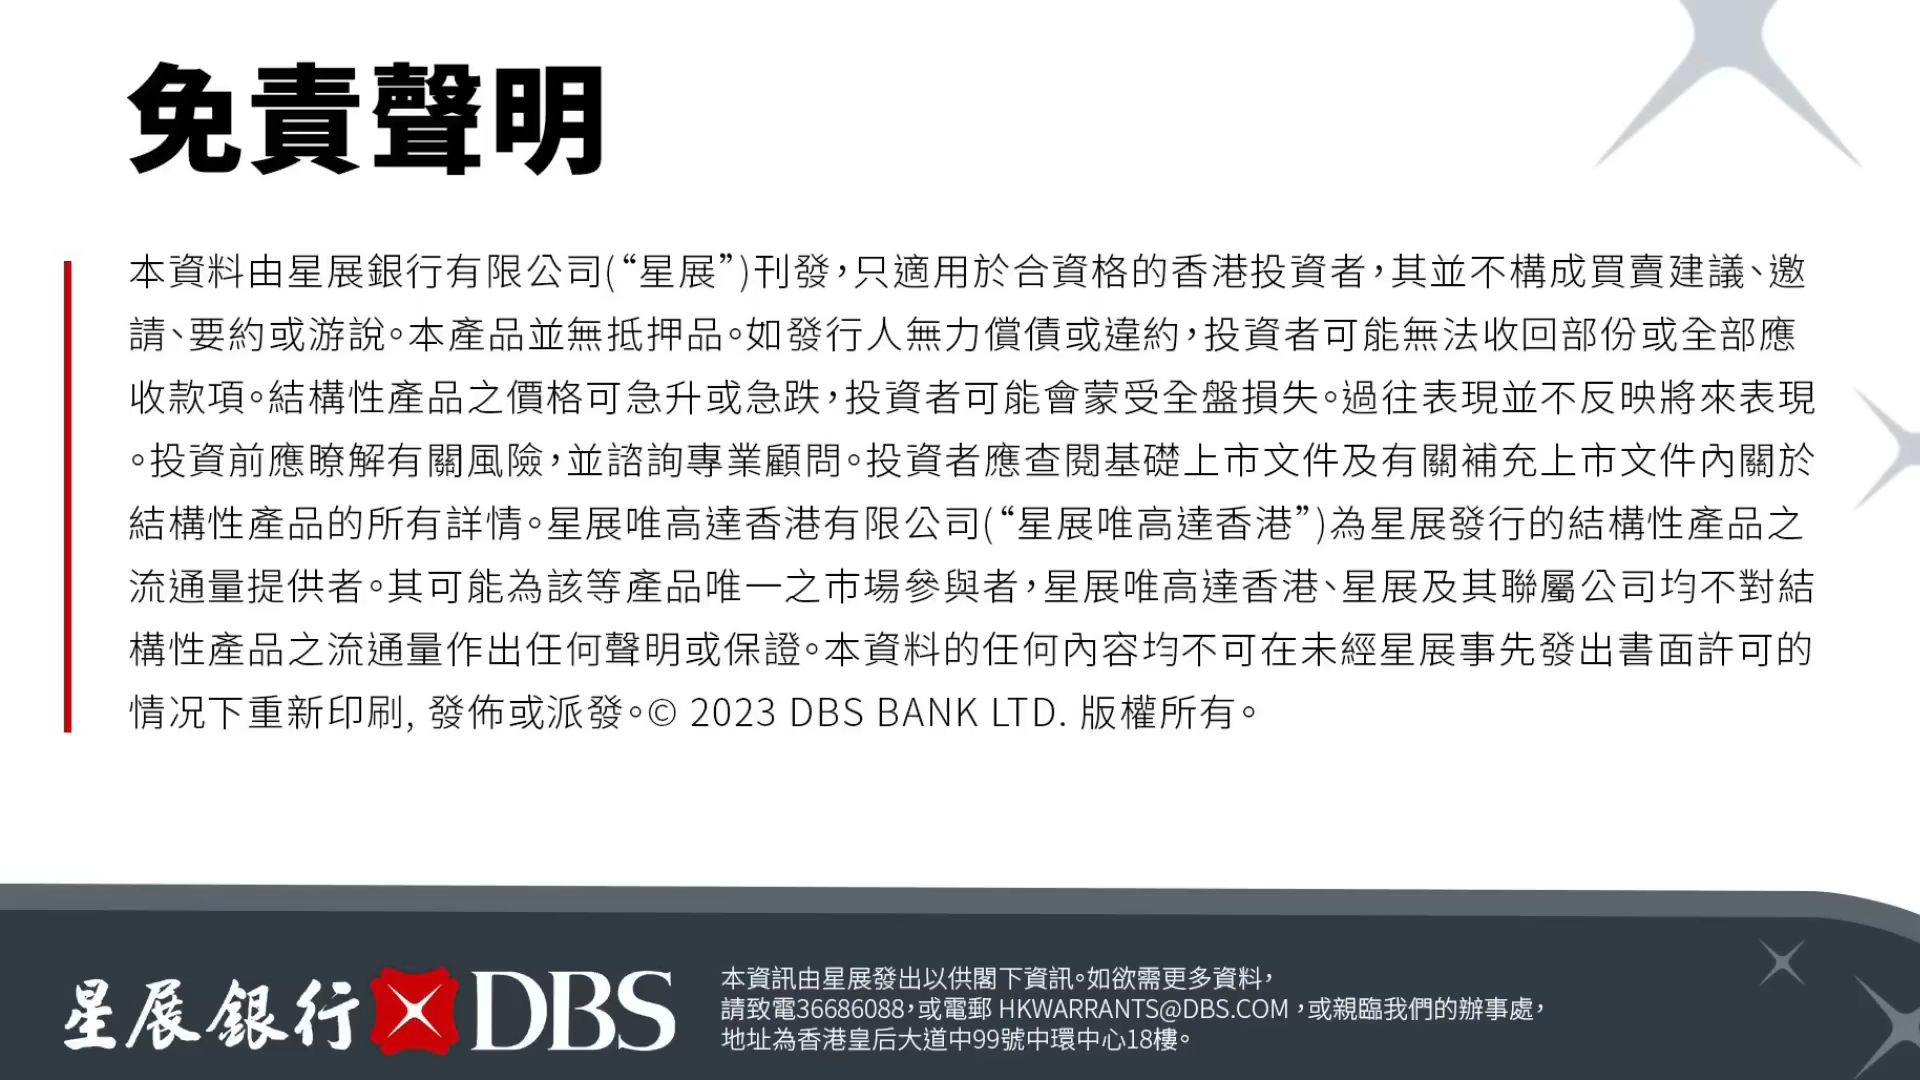 免責聲明
本資料由星展銀行有限公司(“星展”)刊發，只適用於合資格的香港投資者，其並不構成買賣建議、邀
請、要約或游說。本產品並無抵押品。如發行人無力償債或違約，投資者可能無法收回部份或全部應
收款項。結構性產品之價格可急升或急跌，投資者可能會蒙受全盤損失。過往表現並不反映將來表現
。投資前應瞭解有關風險，並諮詢專業顧問。投資者應查閱基礎上市文件及有關補充上市文件內關於
結構性產品的所有詳情。星展唯高達香港有限公司(“星展唯高達香港”)為星展發行的結構性產品之
流通量提供者。其可能為該等產品唯一之市場參與者，星展唯高達香港、星展及其聯屬公司均不對結
構性產品之流通量作出任何聲明或保證。本資料的任何內容均不可在未經星展事先發出書面許可的
情況下重新印刷, 發佈或派發。© 2023 DBS BANK LTD. 版權所有。
星展銀行 DBS
本資訊由星展發出以供閣下資訊。如欲需更多資料，
請致電36686088，或電郵 HKWARRANTS@DBS.COM ，或親臨我們的辦事處，
地址為香港皇后大道中99號中環中心18樓。